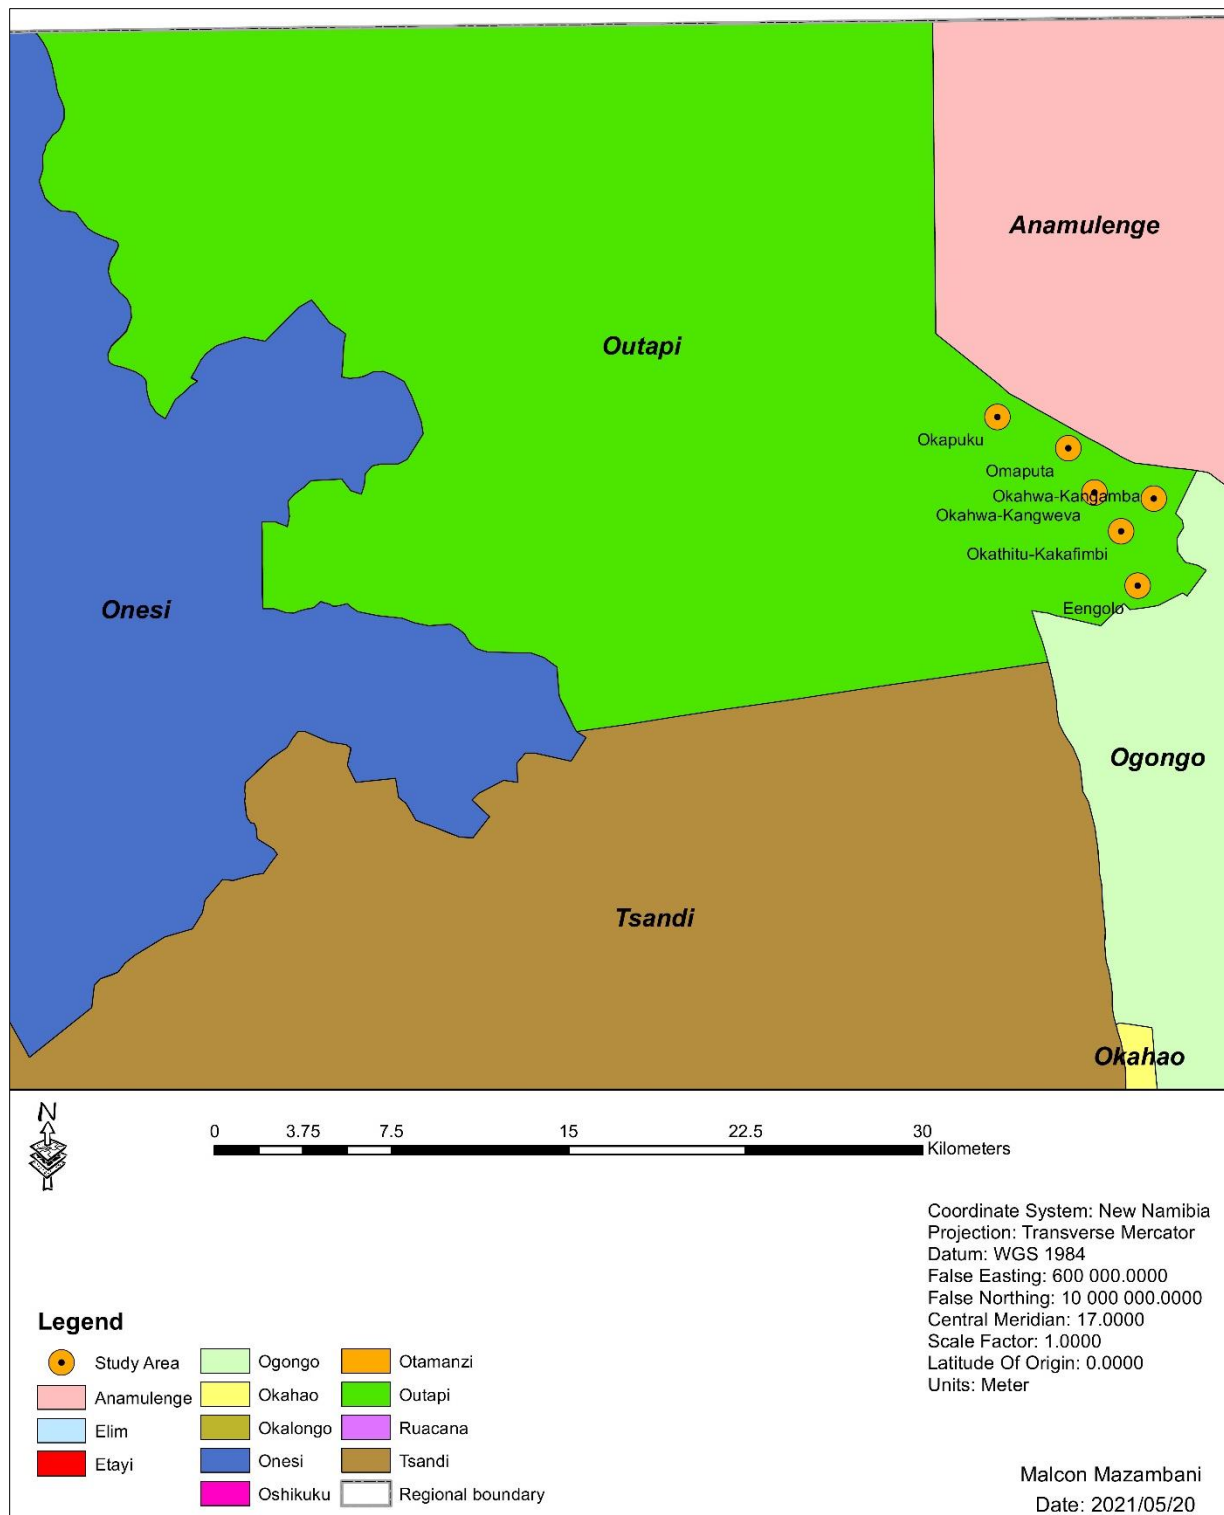 Anamulenge
Outapi
Okapuku
Omaputa
Okahwa-Kangamba
Okahwa-Kangweva
Okathitu-Kakafimbi
Eengolo
Onesi
Ogongo
Tsandi
Okahao
N
0 3.75 7.5 15 22.5 30
Kilometers
Coordinate System: New Namibia
Projection: Transverse Mercator
Datum: WGS 1984
False Easting: 600 000.0000
False Northing: 10 000 000.0000
Central Meridian: 17.0000
Scale Factor: 1.0000
Latitude Of Origin: 0.0000
Units: Meter
Legend
Study Area
Anamulenge
Elim
Etayi
Ogongo
Okahao
Okalongo
Onesi
Oshikuku
Otamanzi
Outapi
Ruacana
Tsandi
Regional boundary
Malcon Mazambani
Date: 2021/05/20